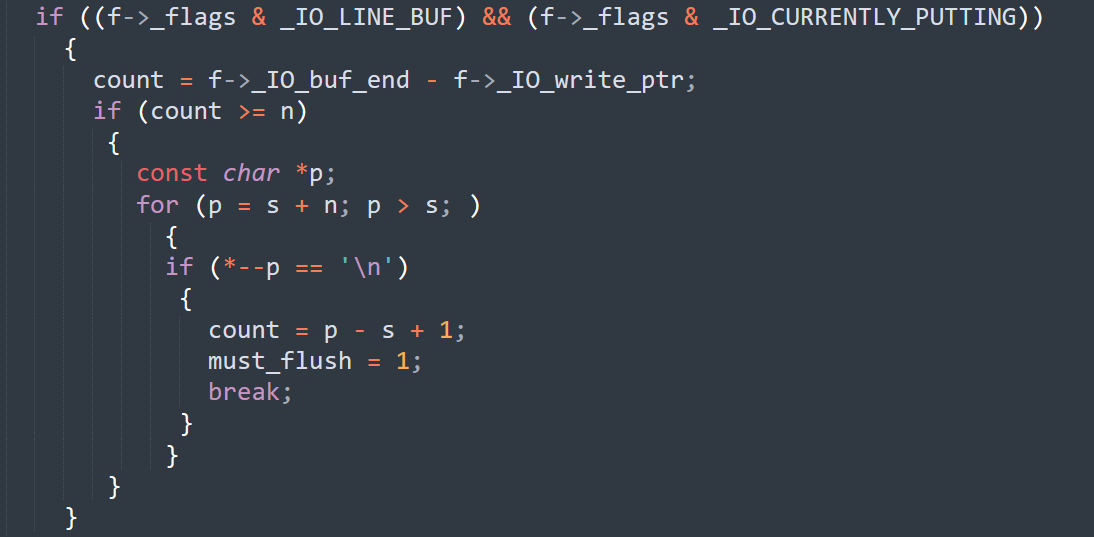 if ((f->_flags & _IO_LINE_BUF) && (f->_flags & _IO_CURRENTLY_PUTTING))
{
count = f->_IO_buf_end - f->_IO_write_ptr;
if (count >= n)
{
const char *p;
for (p = s + n; p > s; )
{
if (*--p == '\n')
{
count = p - s + 1;
must_flush = 1;
break;
}
}
}
}